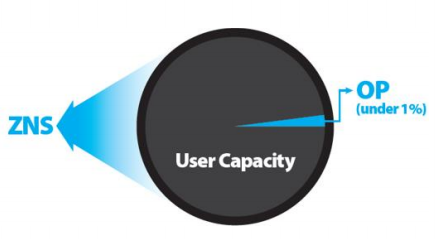 ZNS
User Capacity
OP
(under 1%)